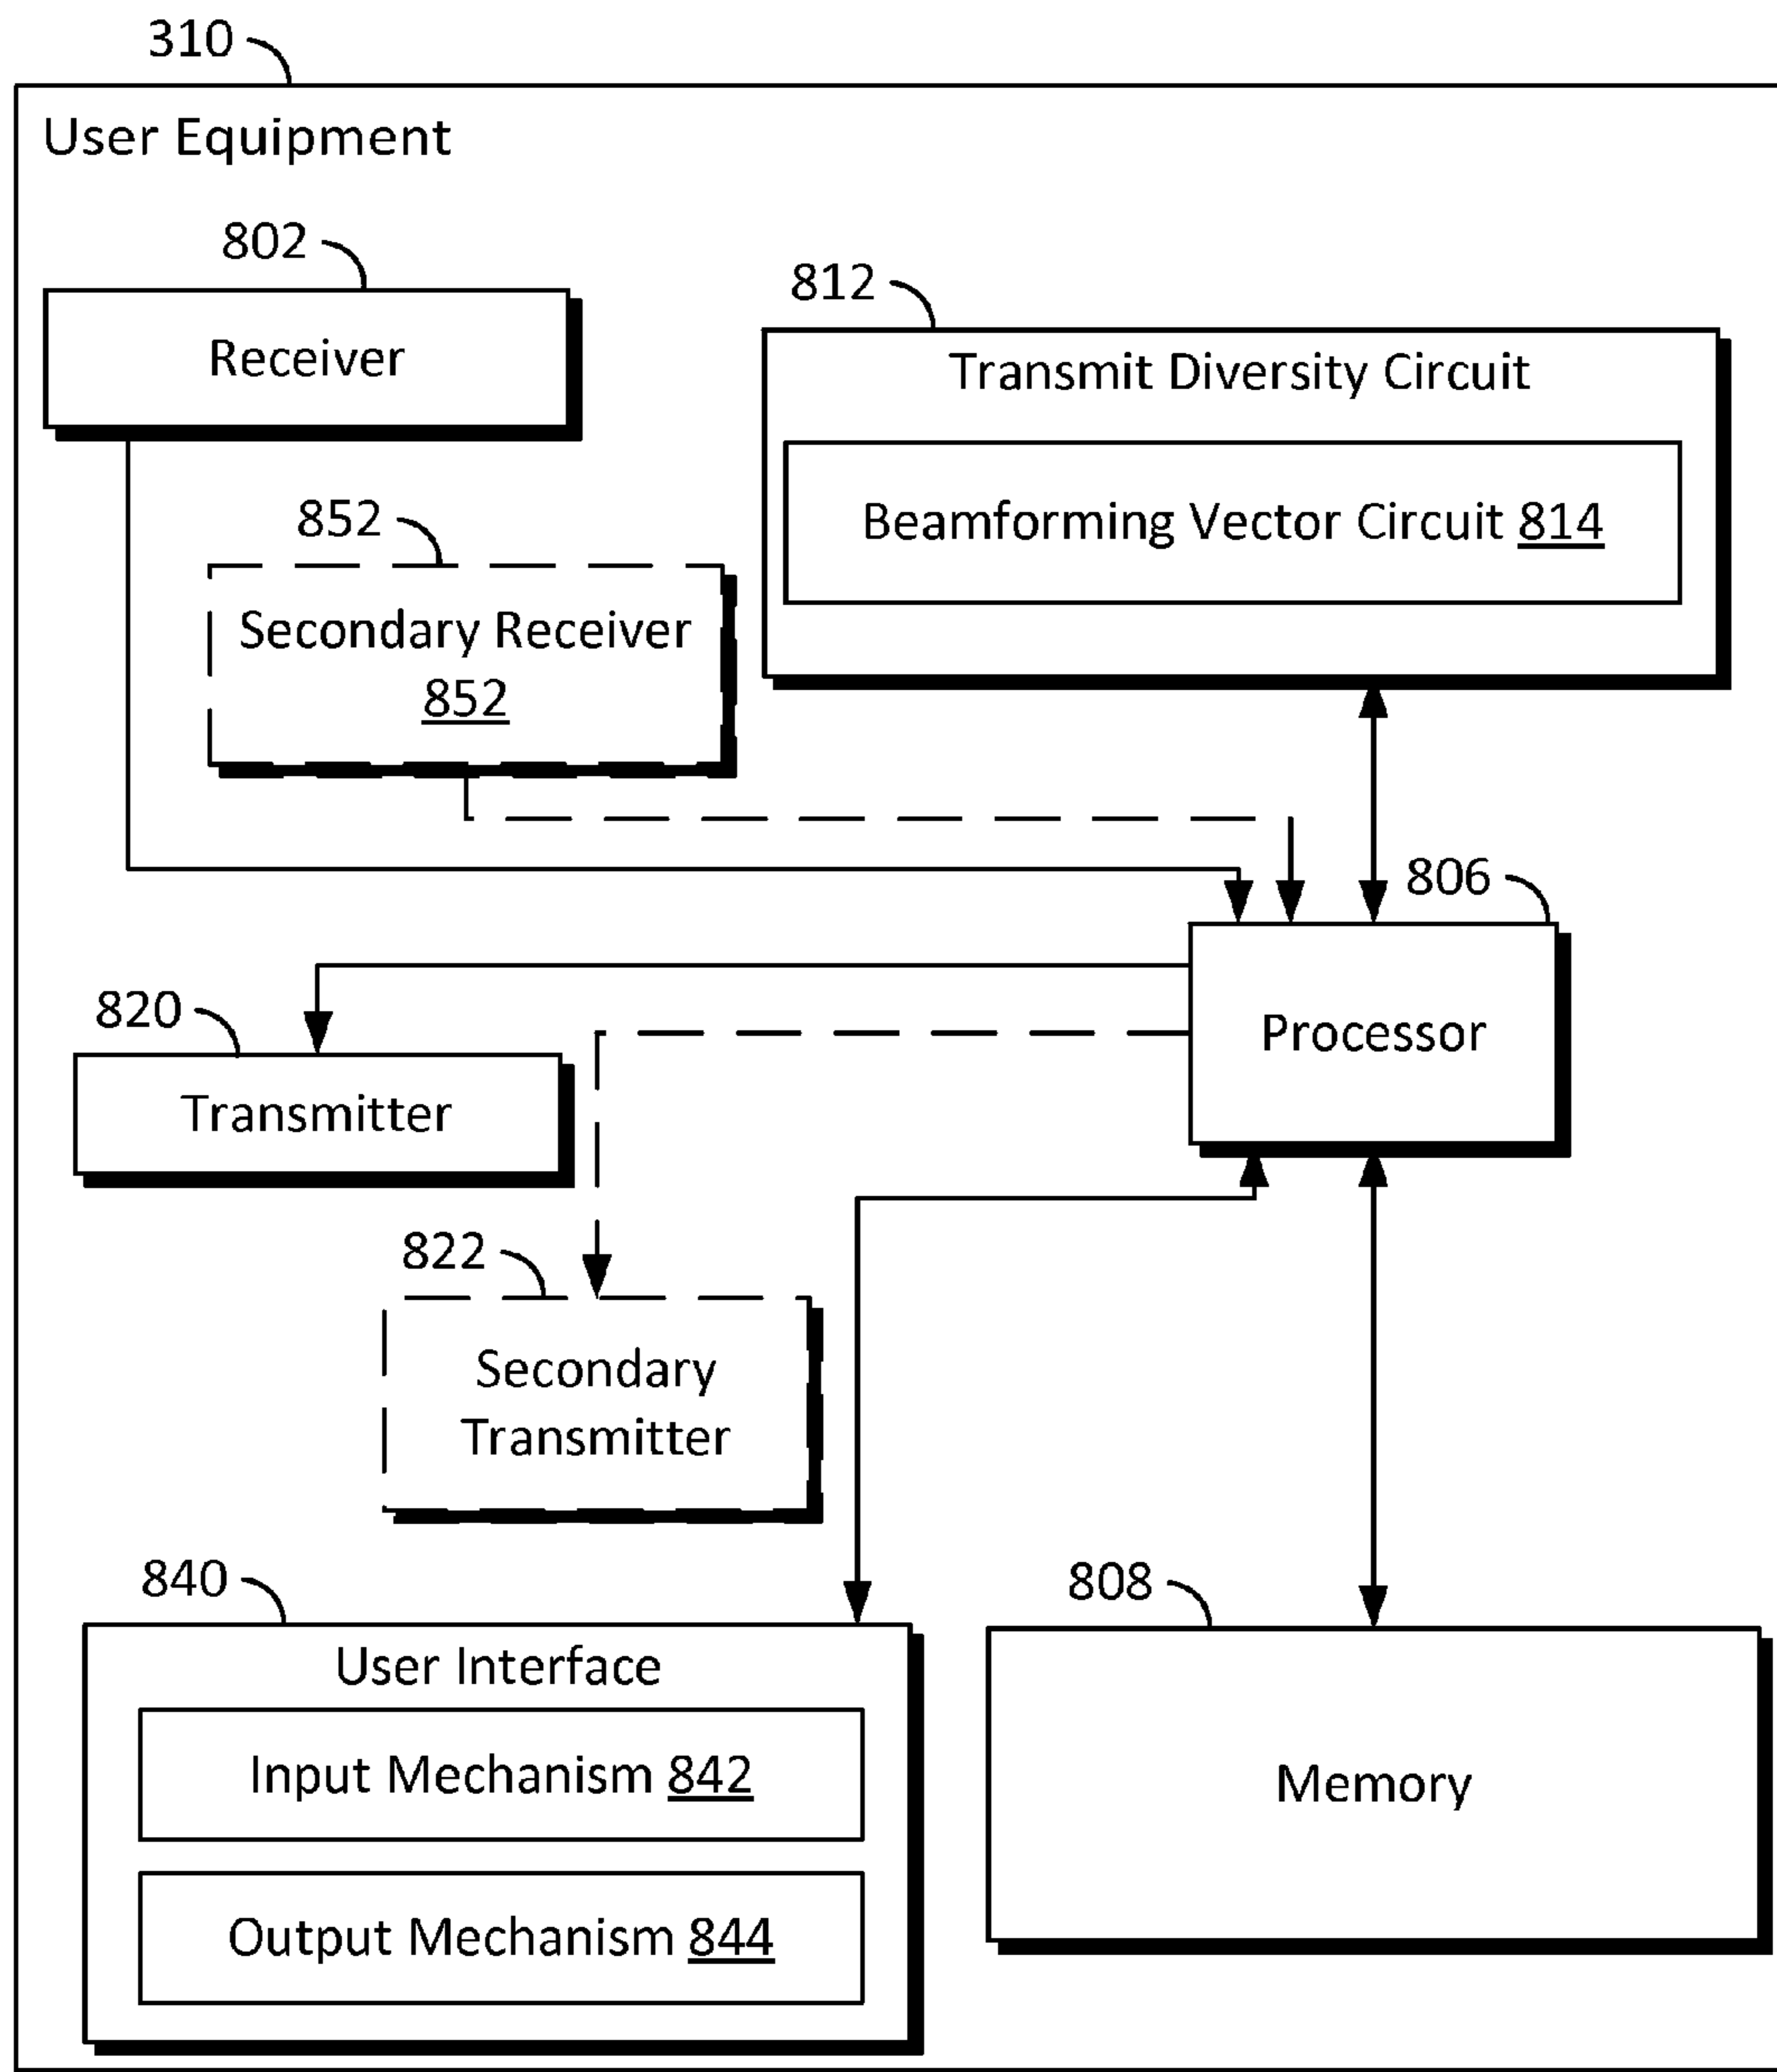 310
User Equipment
802
Receiver
812
Transmit Diversity Circuit
Beamforming Vector Circuit 814
852
Secondary Receiver
852
806
Processor
820
Transmitter
822
Secondary
Transmitter
840
User Interface
Input Mechanism 842
Output Mechanism 844
808
Memory